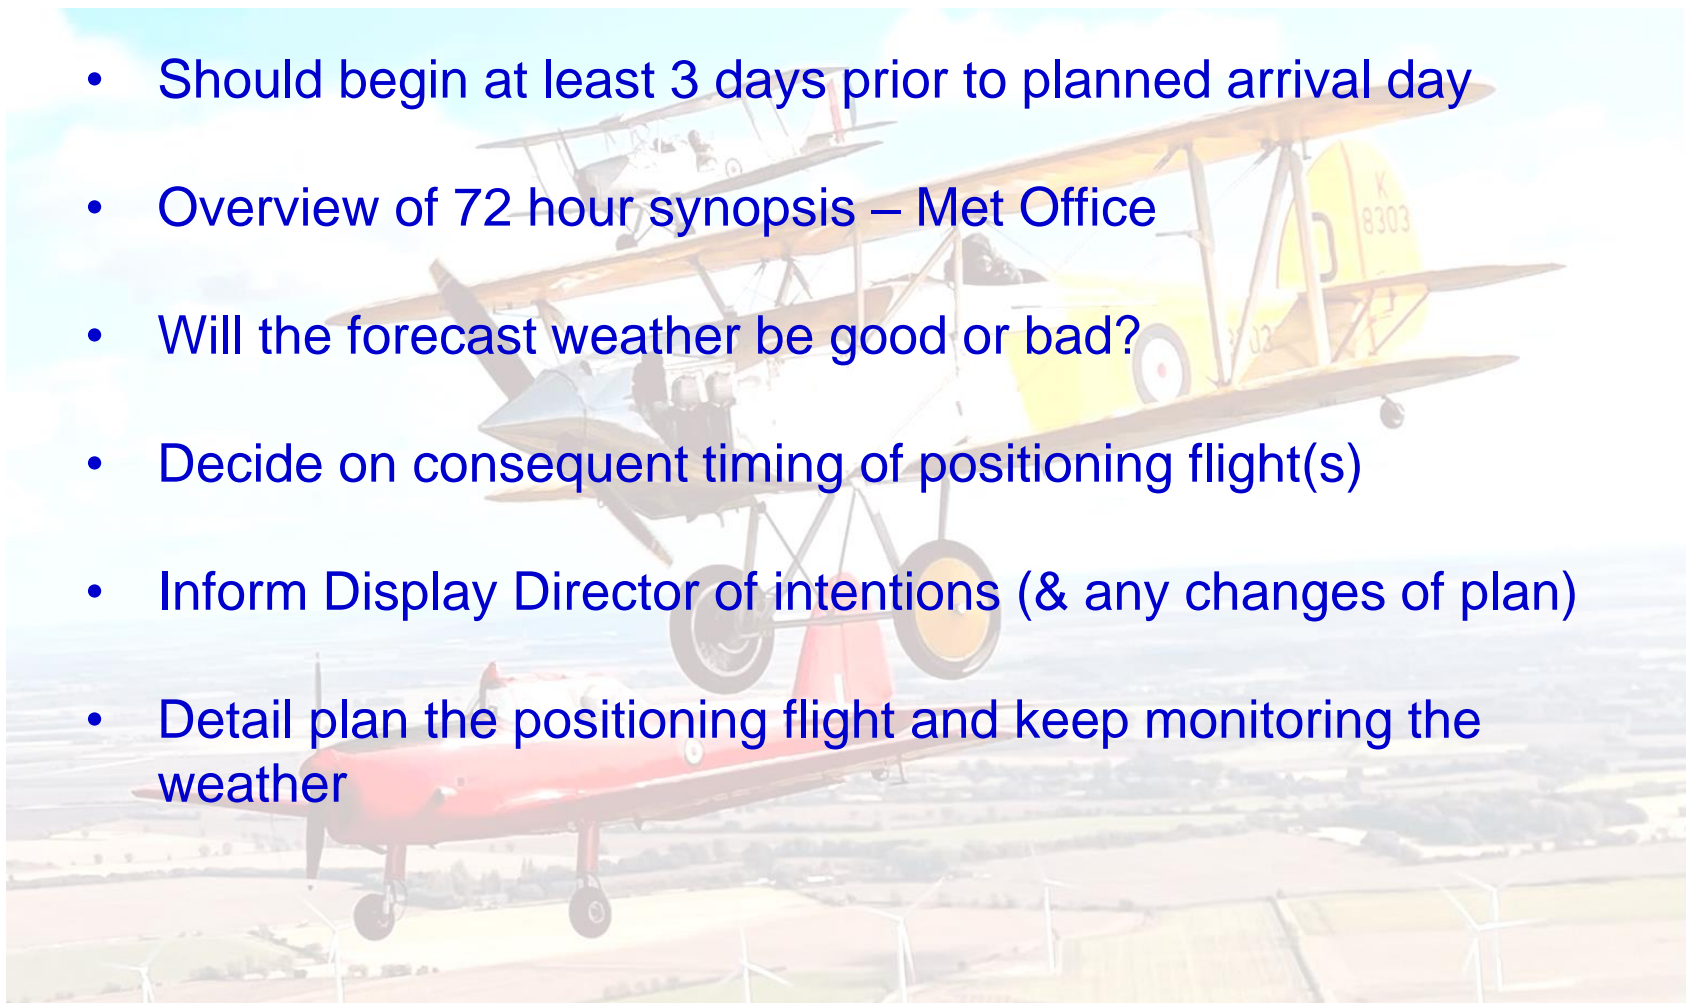 • Should begin at least 3 days prior to planned arrival day
• Overview of 72 hour synopsis – Met Office
• Will the forecast weather be good or bad?
• Decide on consequent timing of positioning flight(s)
• Inform Display Director of intentions (& any changes of plan)
• Detail plan the positioning flight and keep monitoring the
weather
K
8303
D